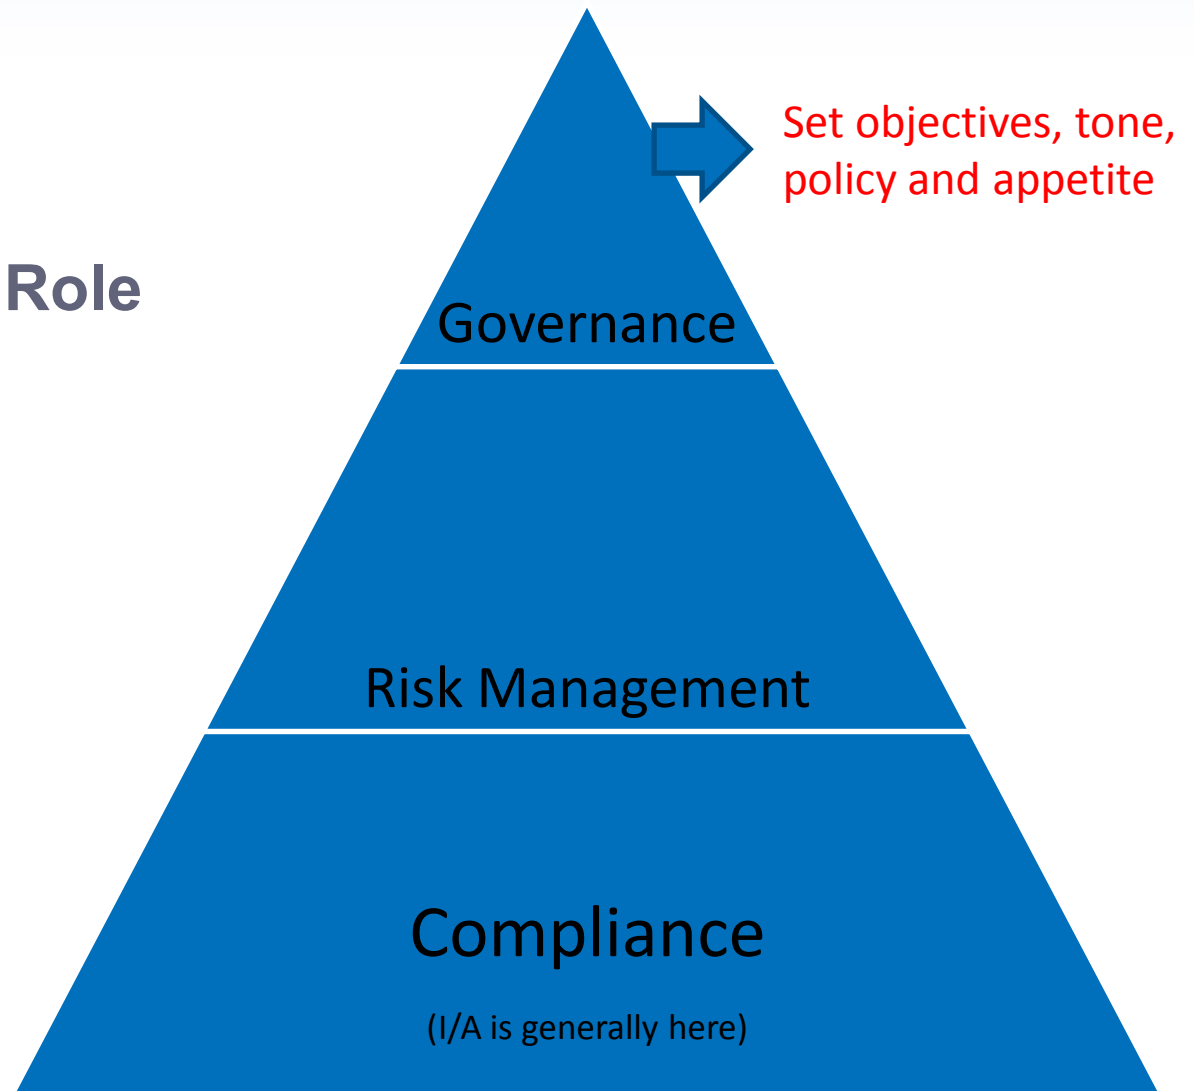 Set objectives, tone,
policy and appetite
Role
Governance
Risk Management
Compliance
(I/A is generally here)